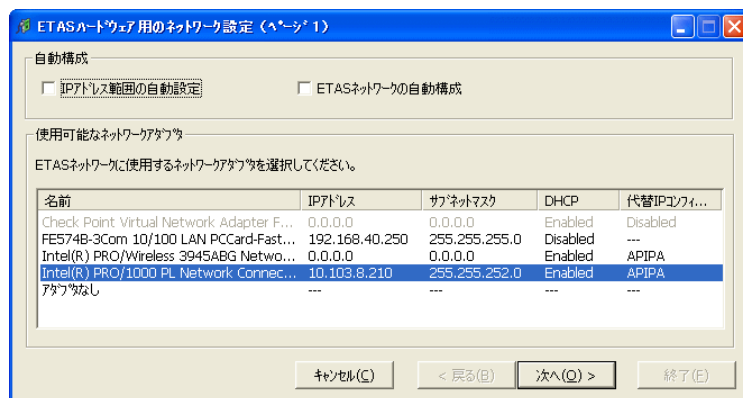 ETASハードウェア用のネットワーク設定 (ページ 1)
自動構成
IPアドレス範囲の自動設定 ETASネットワークの自動構成
使用可能なネットワークアダプタ
ETASネットワークに使用するネットワークアダプタを選択してください。
名前 IPアドレス サブネットマスク DHCP 代替IPコンフィ...
Check Point Virtual Network Adapter F... 0.0.0.0 0.0.0.0 Enabled Disabled
FE574B-3Com 10/100 LAN PCCard-Fast... 192.168.40.250 255.255.255.0 Disabled ---
Intel(R) PRO/Wireless 3945ABG Netwo... 0.0.0.0 0.0.0.0 Enabled APIPA
Intel(R) PRO/1000 PL Network Connec... 10.103.8.210 255.255.252.0 Enabled APIPA
アダプタなし --- --- --- ---
キャンセル(C) < 戻る(B) 次へ(O) > 終了(E)